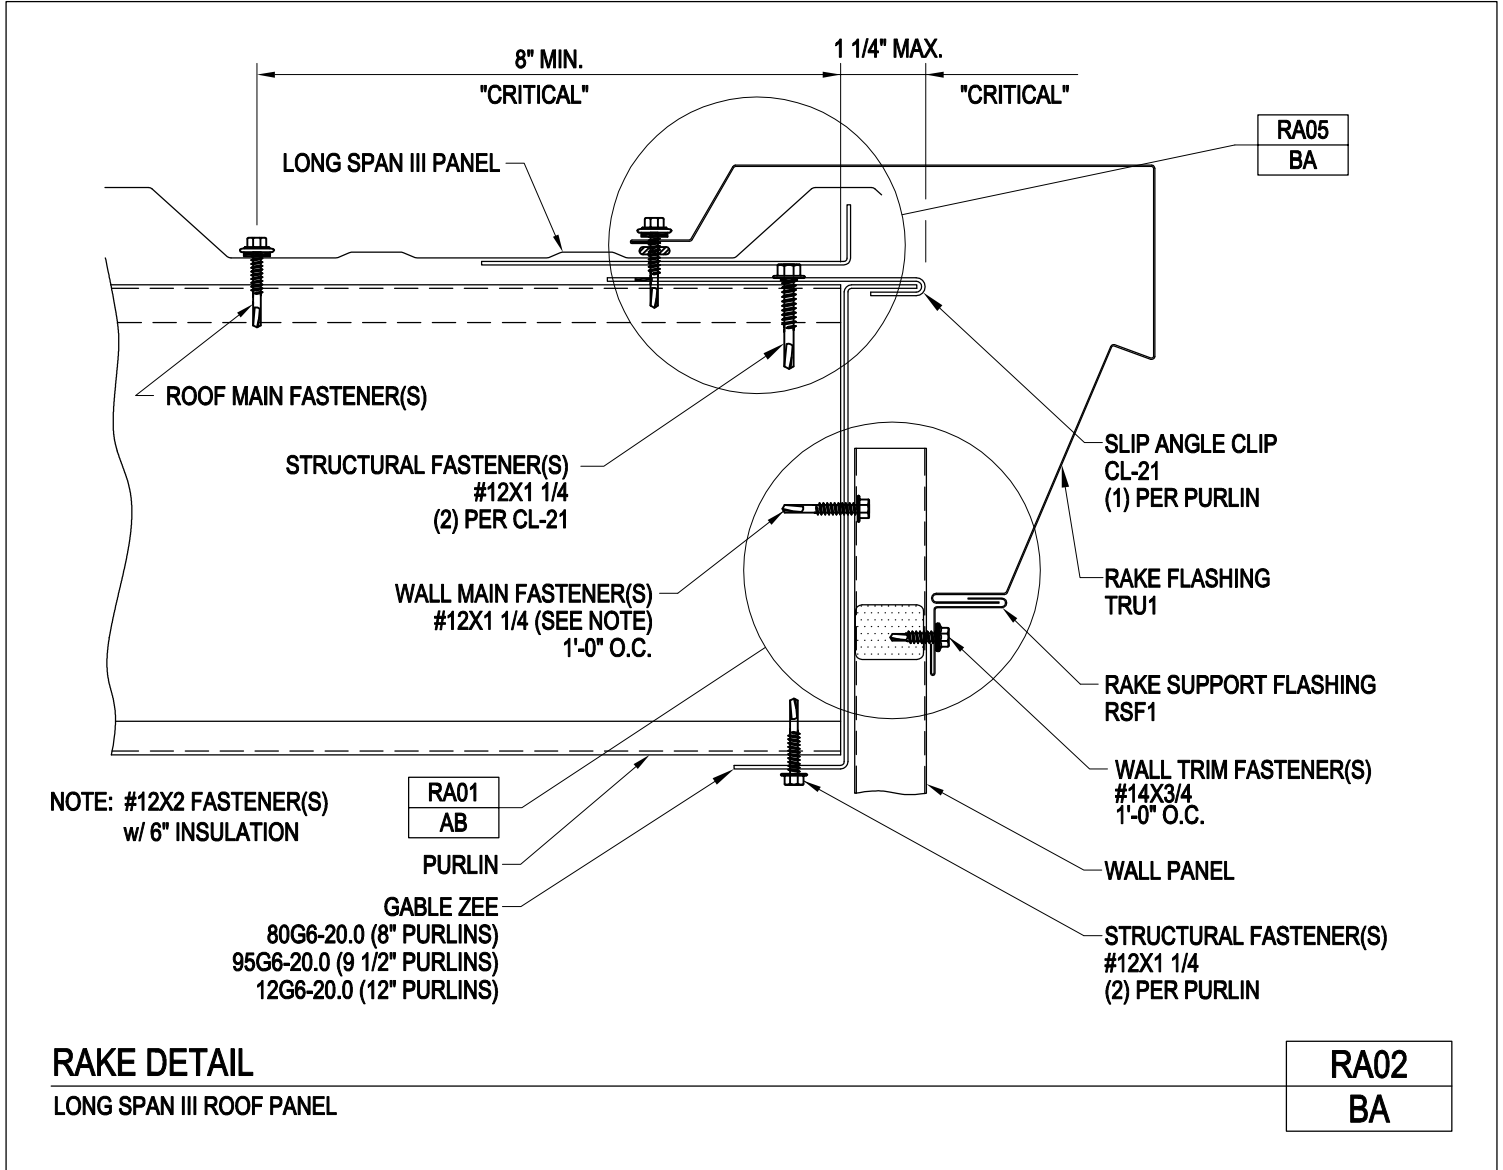 8" MIN.
"CRITICAL"
1 1/4" MAX.
"CRITICAL"
RA05
BA
LONG SPAN III PANEL
ROOF MAIN FASTENER(S)
STRUCTURAL FASTENER(S)
#12X1 1/4
(2) PER CL-21
SLIP ANGLE CLIP
CL-21
(1) PER PURLIN
WALL MAIN FASTENER(S)
#12X1 1/4 (SEE NOTE)
1'-0" O.C.
RAKE FLASHING
TRU1
RAKE SUPPORT FLASHING
RSF1
WALL TRIM FASTENER(S)
#14X3/4
1'-0" O.C.
NOTE: #12X2 FASTENER(S)
w/ 6" INSULATION
RA01
AB
PURLIN
WALL PANEL
GABLE ZEE
80G6-20.0 (8" PURLINS)
95G6-20.0 (9 1/2" PURLINS)
12G6-20.0 (12" PURLINS)
STRUCTURAL FASTENER(S)
#12X1 1/4
(2) PER PURLIN
RAKE DETAIL
LONG SPAN III ROOF PANEL
RA02
BA